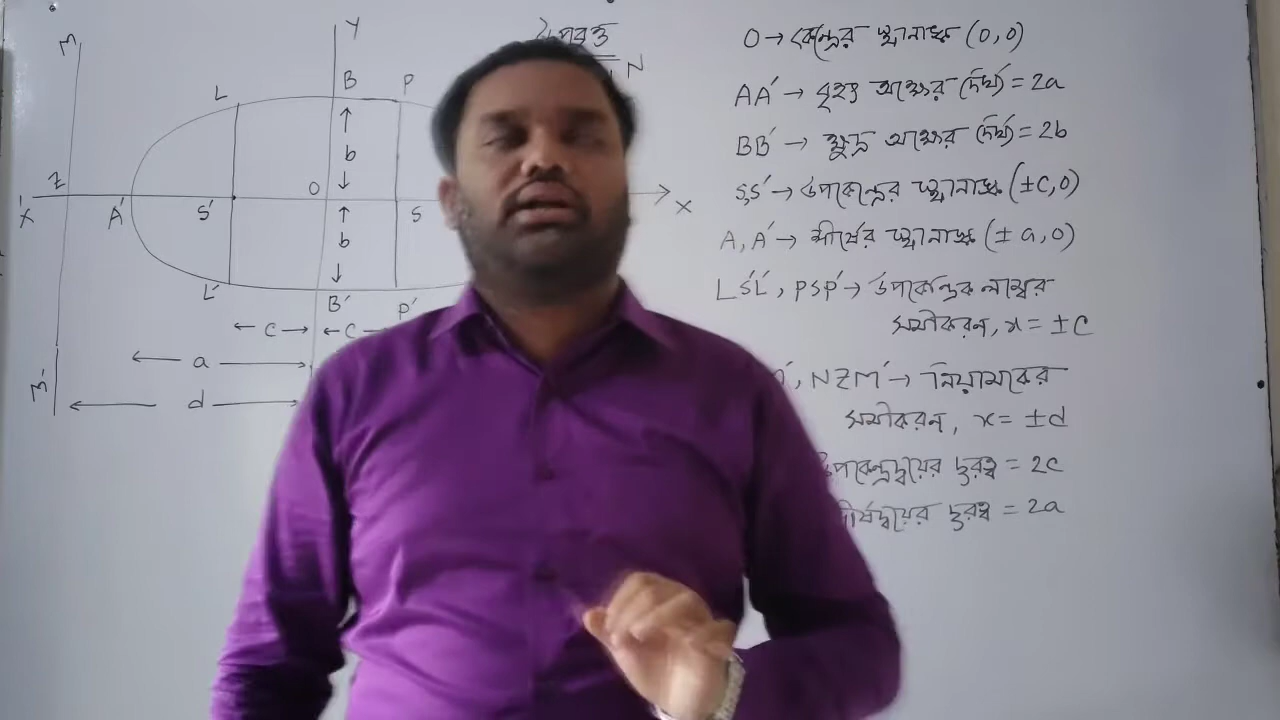 উপবৃত্ত
Y
M
N
L
B
P
b
Z
O
X'
A'
S'
S
X
b
L'
B'
P'
← c → ← c
← a →
M'
← d →
O → কেন্দ্রের স্থানাঙ্ক (0,0)
AA' → বৃহৎ অক্ষের দৈর্ঘ্য = 2a
BB' → ক্ষুদ্র অক্ষের দৈর্ঘ্য = 2b
S,S' → উপকেন্দ্রের স্থানাঙ্ক (±c,0)
A, A' → শীর্ষের স্থানাঙ্ক (± a,0)
LS'L', PSP' → উপকেন্দ্রিক লম্বের
সমীকরণ, x = ±c
, NZM' → নিয়ামকের
সমীকরণ, x = ±d
উপকেন্দ্রদ্বয়ের দুরত্ব = 2c
শীর্ষদ্বয়ের দুরত্ব = 2a